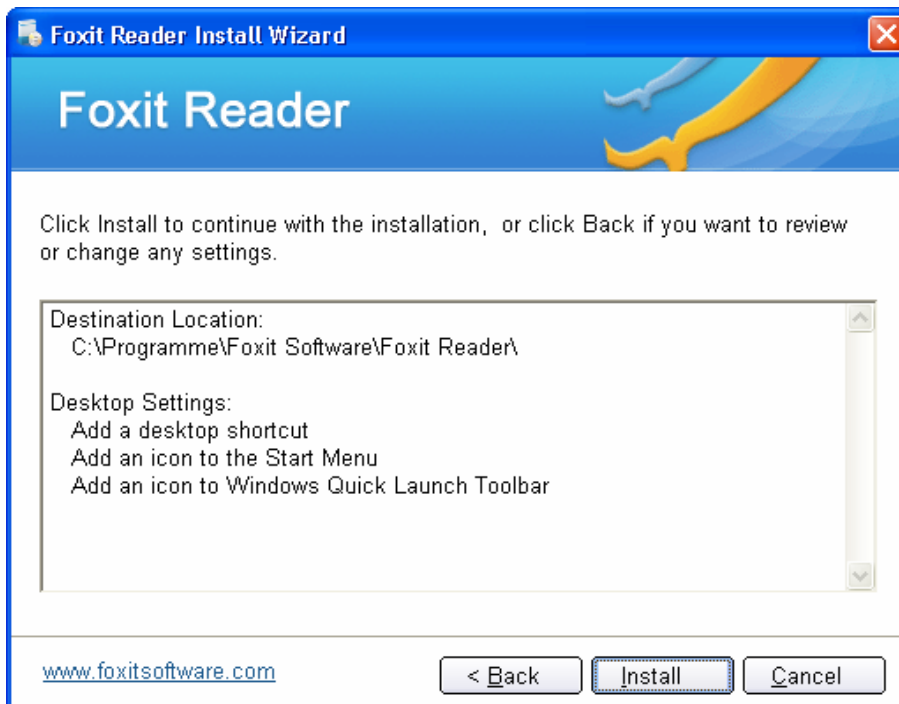 Foxit Reader Install Wizard
Foxit Reader
Click Install to continue with the installation, or click Back if you want to review
or change any settings.
Destination Location:
C:\Programme\Foxit Software\Foxit Reader\
Desktop Settings:
Add a desktop shortcut
Add an icon to the Start Menu
Add an icon to Windows Quick Launch Toolbar
www.foxitsoftware.com
< Back
Install
Cancel